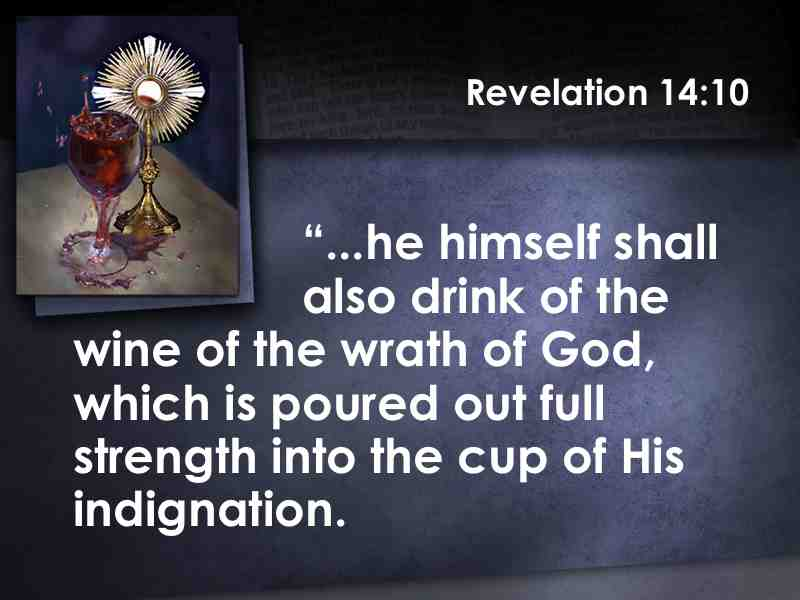 Revelation 14:10
“...he himself shall
also drink of the
wine of the wrath of God,
which is poured out full
strength into the cup of His
indignation.